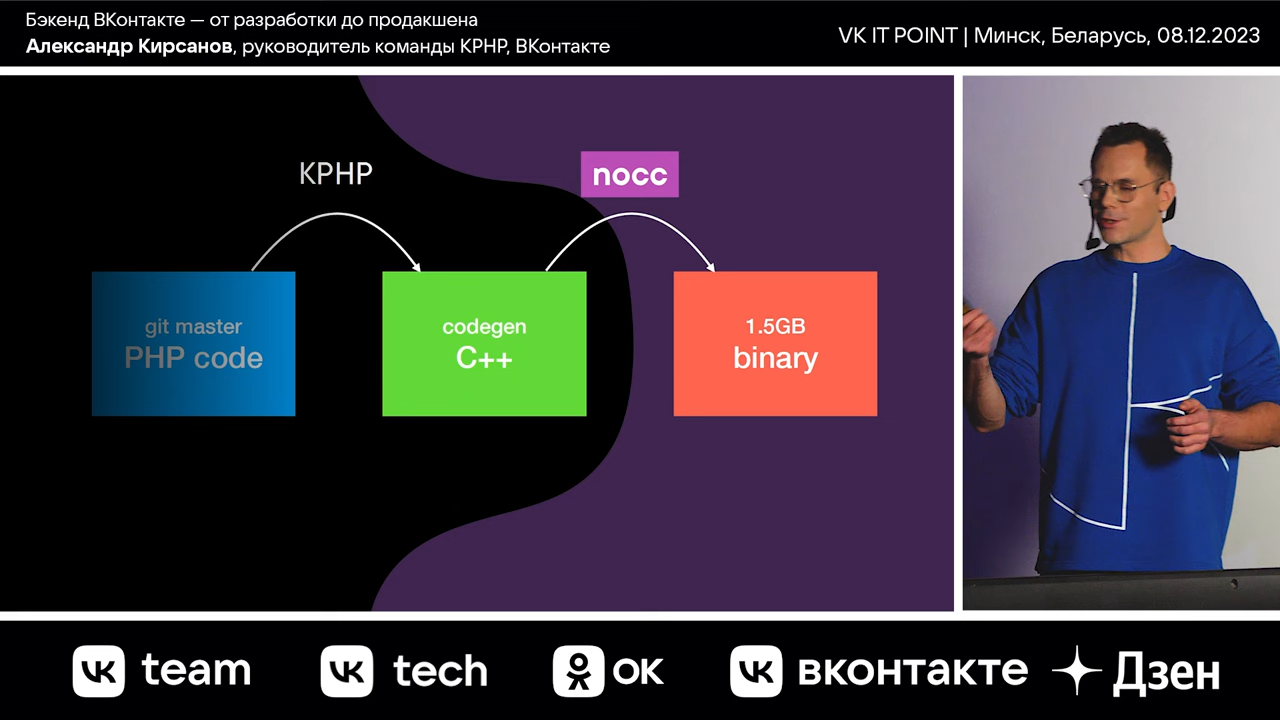 Бэкенд ВКонтакте — от разработки до продакшена
Александр Кирсанов, руководитель команды KPHP, ВКонтакте
VK IT POINT | Минск, Беларусь, 08.12.2023
KPHP
nocc
git master
PHP code
codegen
C++
1.5GB
binary
team
tech
ОК
вконтакте
Дзен